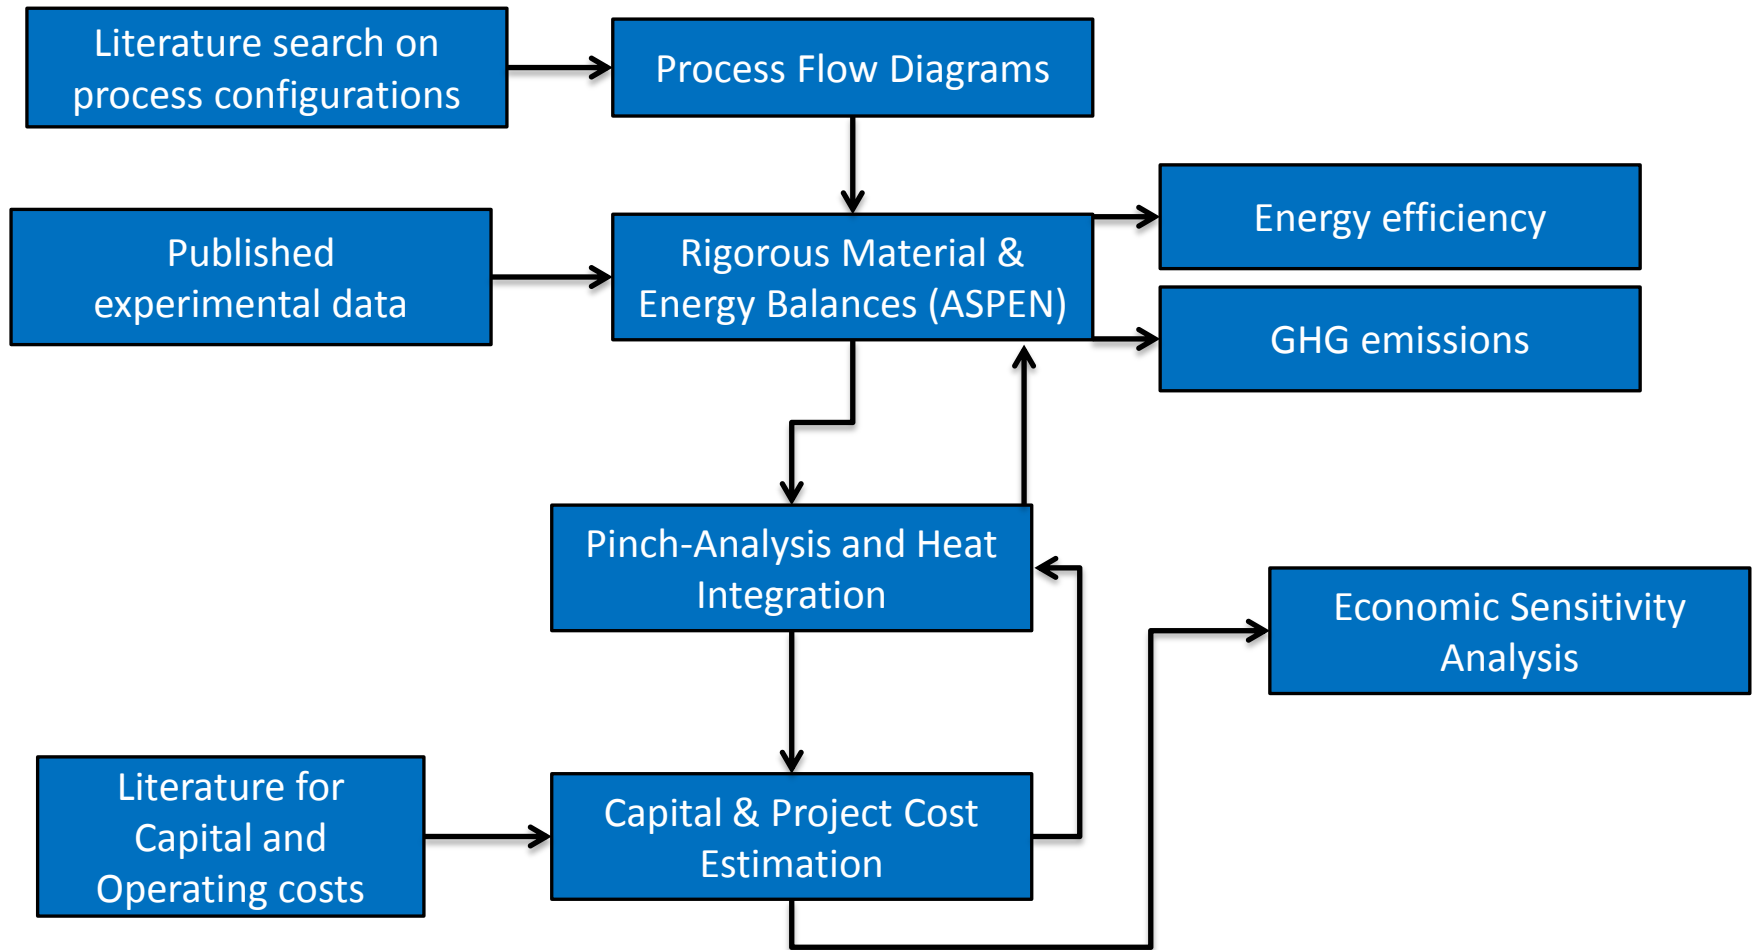 Literature search on
process configurations
Process Flow Diagrams
Published
experimental data
Rigorous Material &
Energy Balances (ASPEN)
Energy efficiency
GHG emissions
Pinch-Analysis and Heat
Integration
Economic Sensitivity
Analysis
Literature for
Capital and
Operating costs
Capital & Project Cost
Estimation